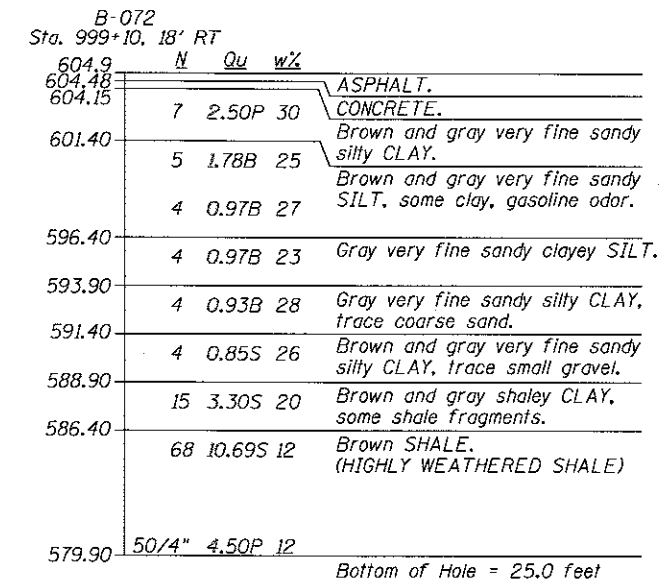 B-072
Sta. 999+10, 18' RT
N Qu w%
604.9
604.48 ASPHALT.
604.15 CONCRETE.
7 2.50P 30
Brown and gray very fine sandy
silty CLAY.
601.40
5 1.78B 25
Brown and gray very fine sandy
SILT, some clay, gasoline odor.
4 0.97B 27
596.40
4 0.97B 23 Gray very fine sandy clayey SILT.
593.90
4 0.93B 28 Gray very fine sandy silty CLAY,
trace coarse sand.
591.40
4 0.85S 26 Brown and gray very fine sandy
silty CLAY, trace small gravel.
588.90
15 3.30S 20 Brown and gray shaley CLAY,
some shale fragments.
586.40
68 10.69S 12 Brown SHALE.
(HIGHLY WEATHERED SHALE)
50/4" 4.50P 12
579.90
Bottom of Hole = 25.0 feet